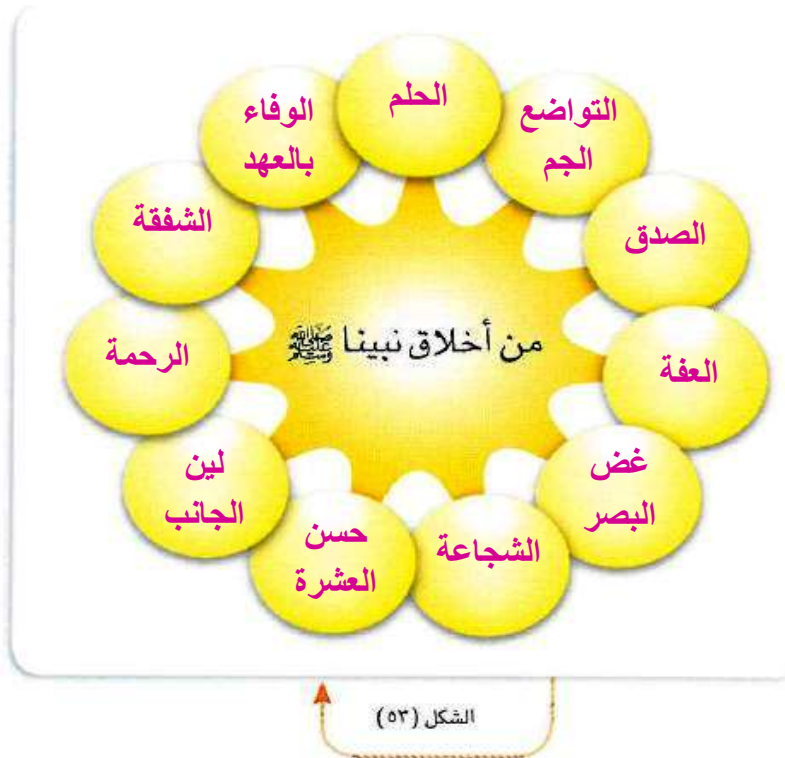 من أخلاق نبينا ﷺ
الحلم
التواضع
الجم
الصدق
العفة
غض
البصر
الشجاعة
حسن
العشرة
لين
الجانب
الرحمة
الشفقة
الوفاء
بالعهد
الشكل (٥٣)